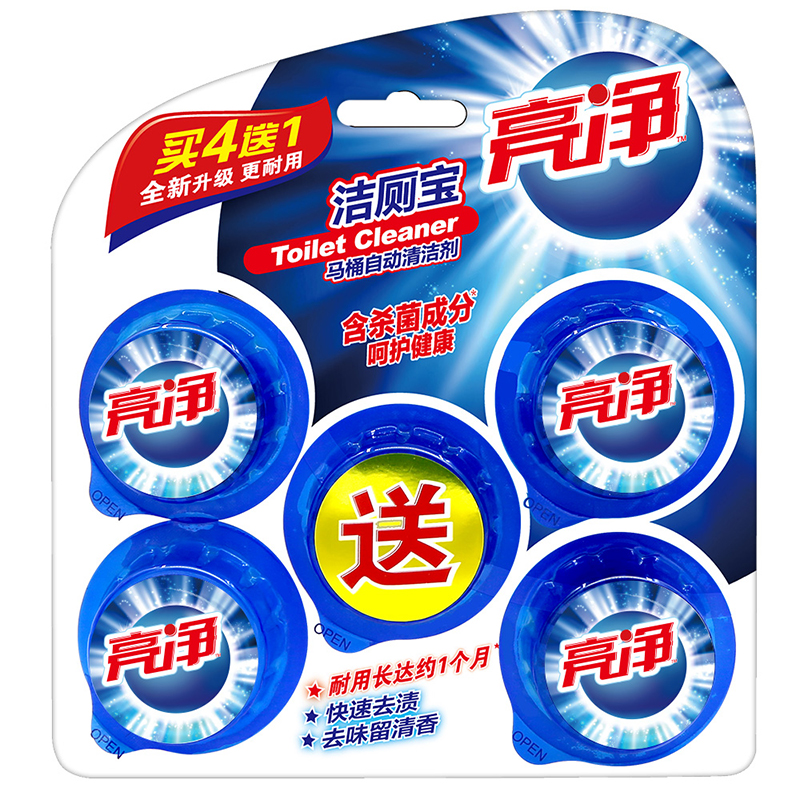 亮净™
买4送1
全新升级 更耐用
洁厕宝
Toilet Cleaner
马桶自动清洁剂
含杀菌成分*
呵护健康
亮净
OPEN
亮净
OPEN
送
OPEN
亮净
OPEN
亮净
OPEN
★耐用长达约1个月*
★快速去渍
★去味留清香